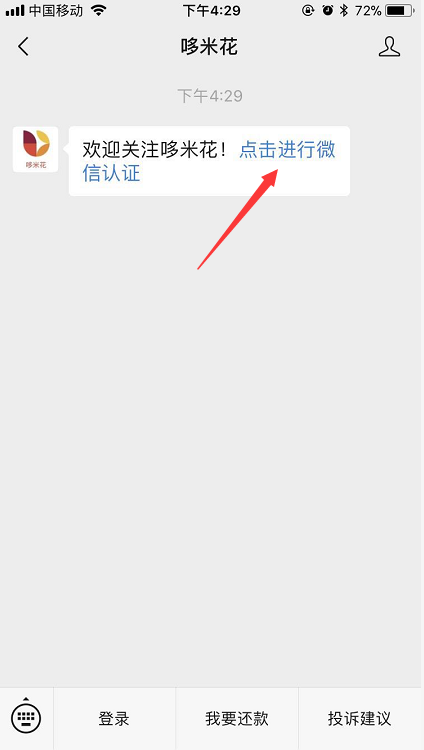 中国移动 下午4:29 72%
哆米花
下午4:29
欢迎关注哆米花！点击进行微
信认证
哆米花
登录 我要还款 投诉建议